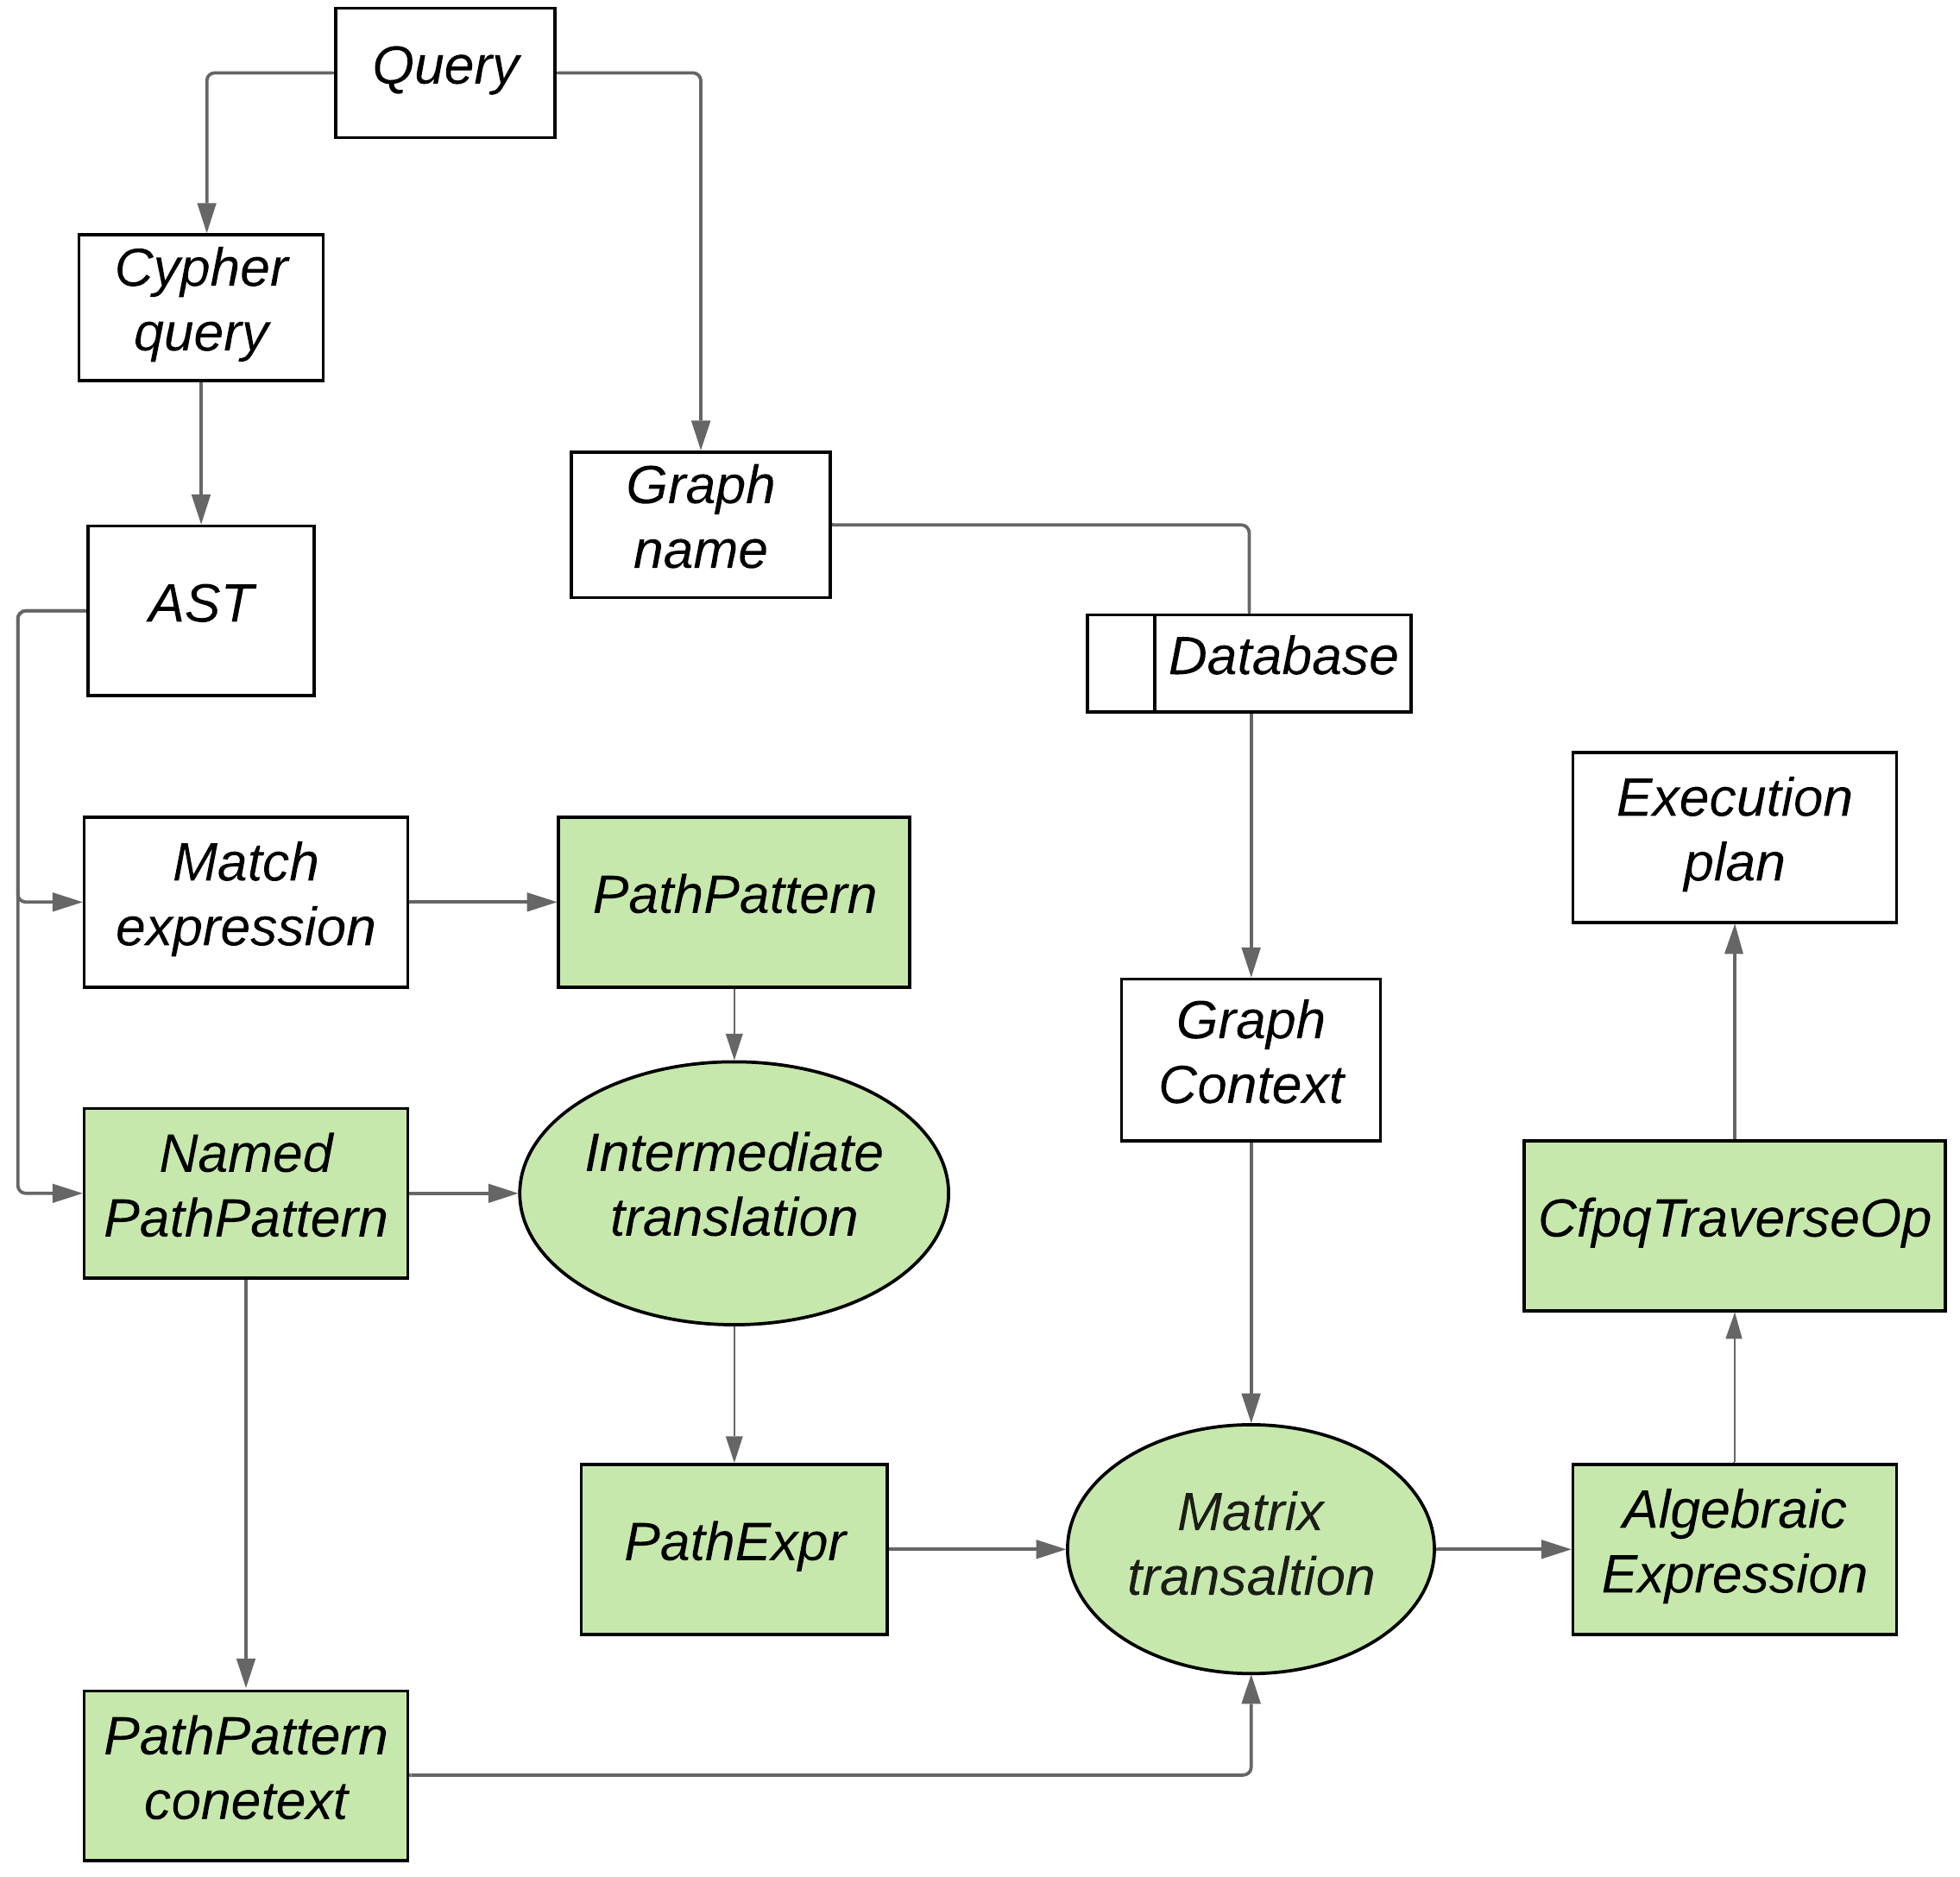 Query
Cypher
query
Graph
name
AST
Database
Execution
plan
Match
expression
PathPattern
Graph
Context
Named
PathPattern
Intermediate
translation
CfpqTraverseOp
PathExpr
Matrix
transaltion
Algebraic
Expression
PathPattern
conetext